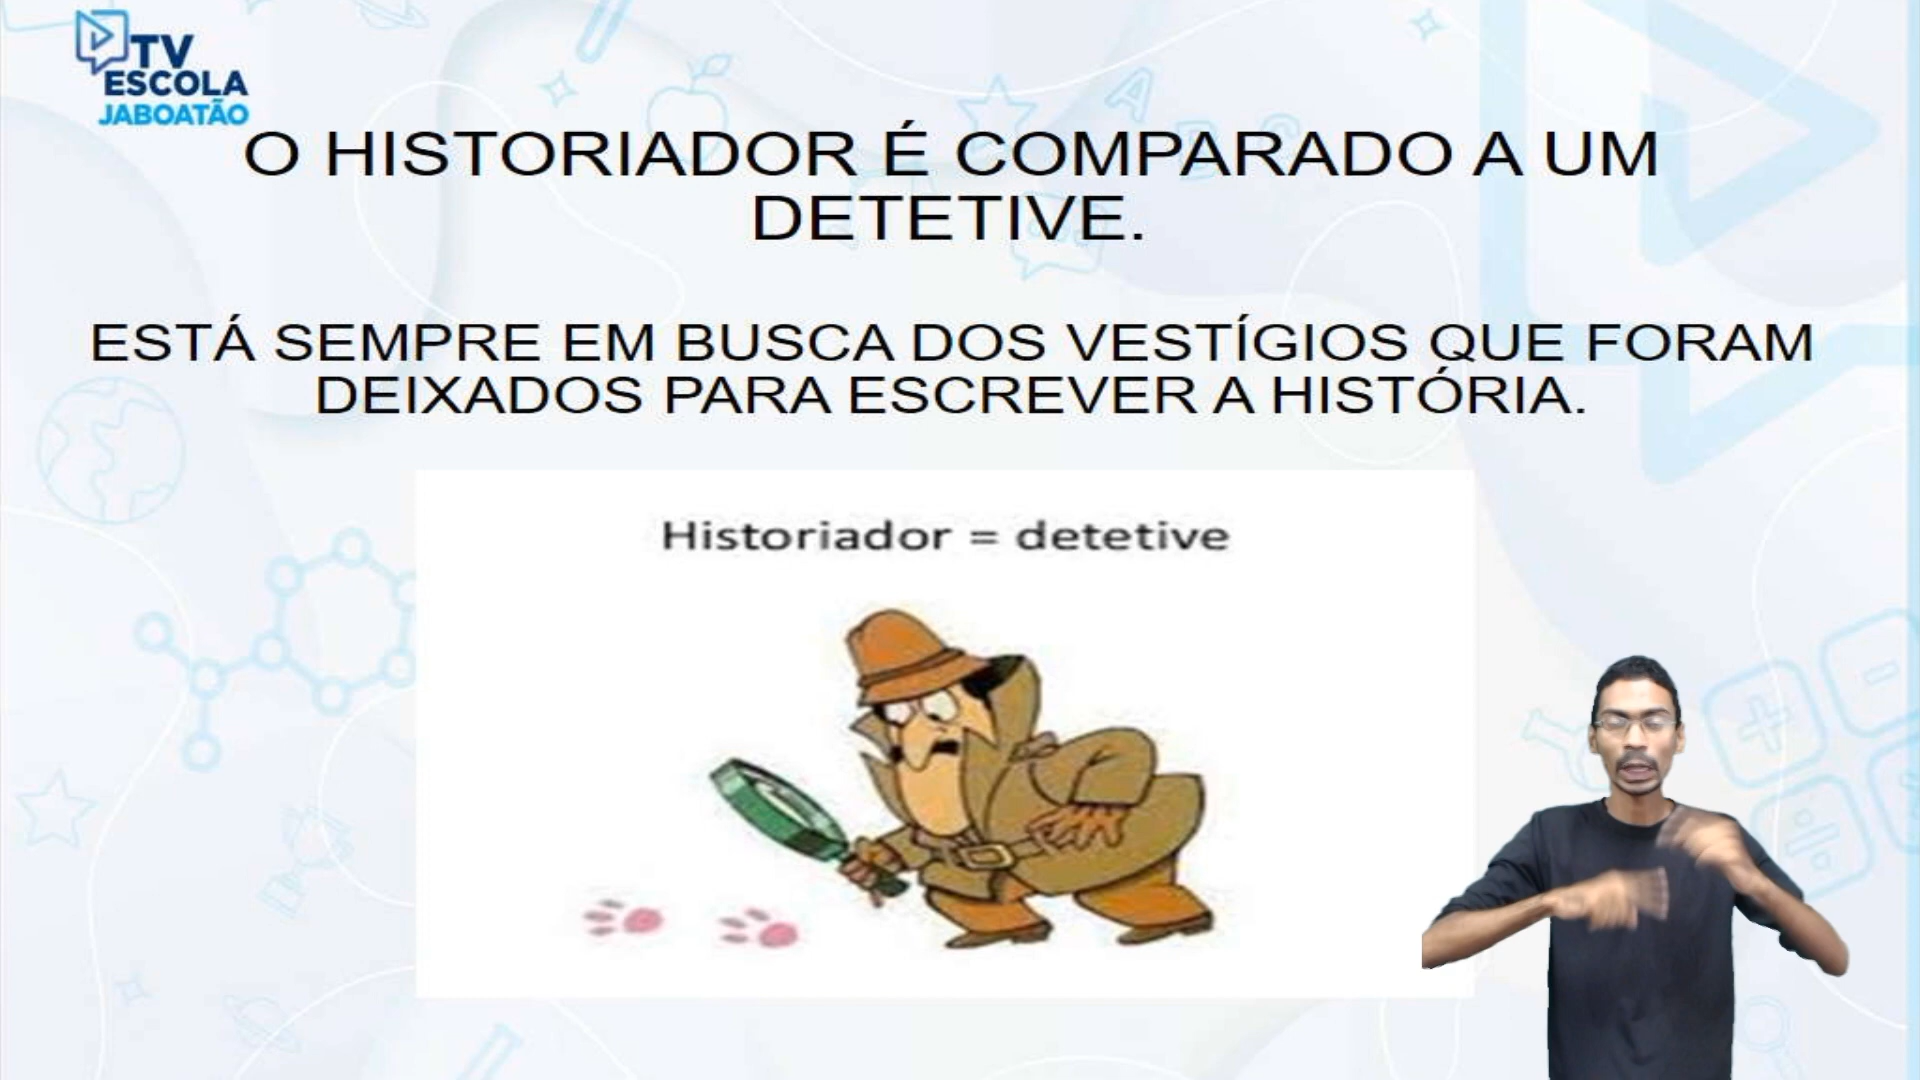 TV
ESCOLA
JABOATÃO
O HISTORIADOR É COMPARADO A UM
DETETIVE.
ESTÁ SEMPRE EM BUSCA DOS VESTÍGIOS QUE FORAM
DEIXADOS PARA ESCREVER A HISTÓRIA.
Historiador = detetive